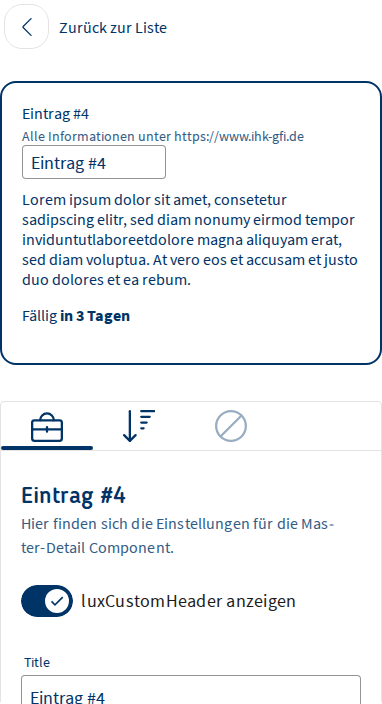 Zurück zur Liste
Eintrag #4
Alle Informationen unter https://www.ihk-gfi.de
Eintrag #4
Lorem ipsum dolor sit amet, consetetur
sadipscing elitr, sed diam nonumy eirmod tempor
inviduntutlaboreetdolore magna aliquyam erat,
sed diam voluptua. At vero eos et accusam et justo
duo dolores et ea rebum.
Fällig in 3 Tagen
Eintrag #4
Hier finden sich die Einstellungen für die Mas-
ter-Detail Component.
luxCustomHeader anzeigen
Title
Eintrag #4